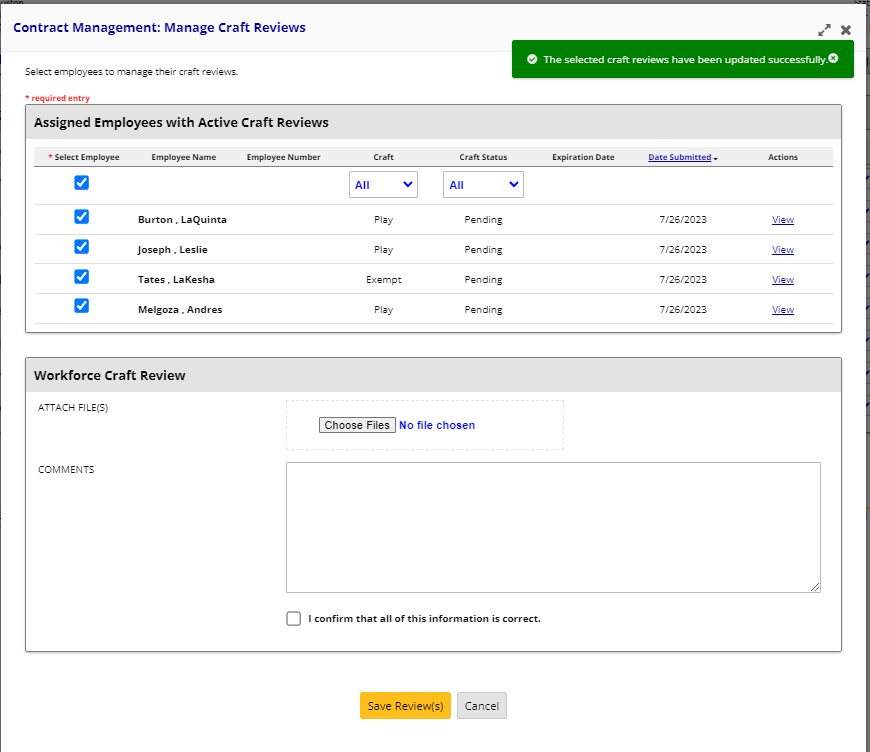 Contract Management: Manage Craft Reviews
The selected craft reviews have been updated successfully.
Select employees to manage their craft reviews.
* required entry
Assigned Employees with Active Craft Reviews
* Select Employee Employee Name Employee Number Craft Craft Status Expiration Date Date Submitted Actions
All All
Burton , LaQuinta Play Pending 7/26/2023 View
Joseph , Leslie Play Pending 7/26/2023 View
Tates , LaKesha Exempt Pending 7/26/2023 View
Melgoza , Andres Play Pending 7/26/2023 View
Workforce Craft Review
ATTACH FILE(S)
Choose Files No file chosen
COMMENTS
I confirm that all of this information is correct.
Save Review(s) Cancel